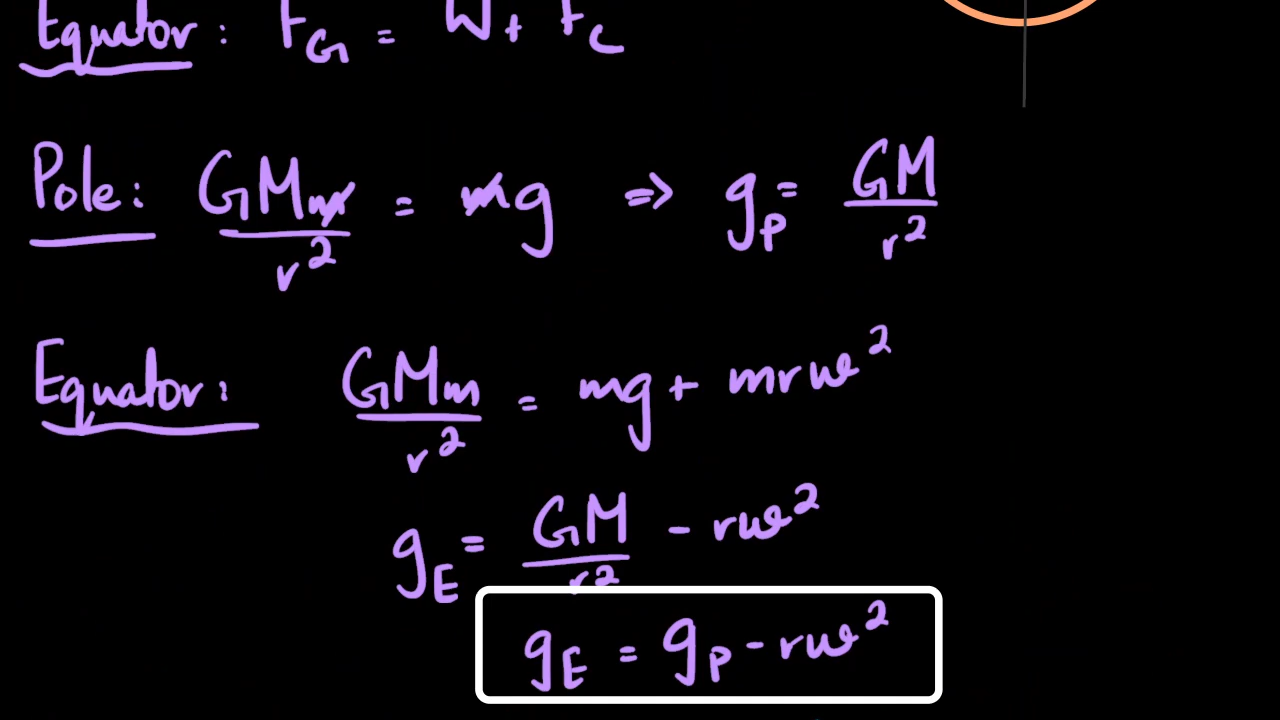 Equator: F_G = W + F_C
Pole: GMm/r² = mg ⇒ g_P = GM/r²
Equator: GMm/r² = mg + mrω²
g_E = GM/r² - rω²
g_E = g_P - rω²